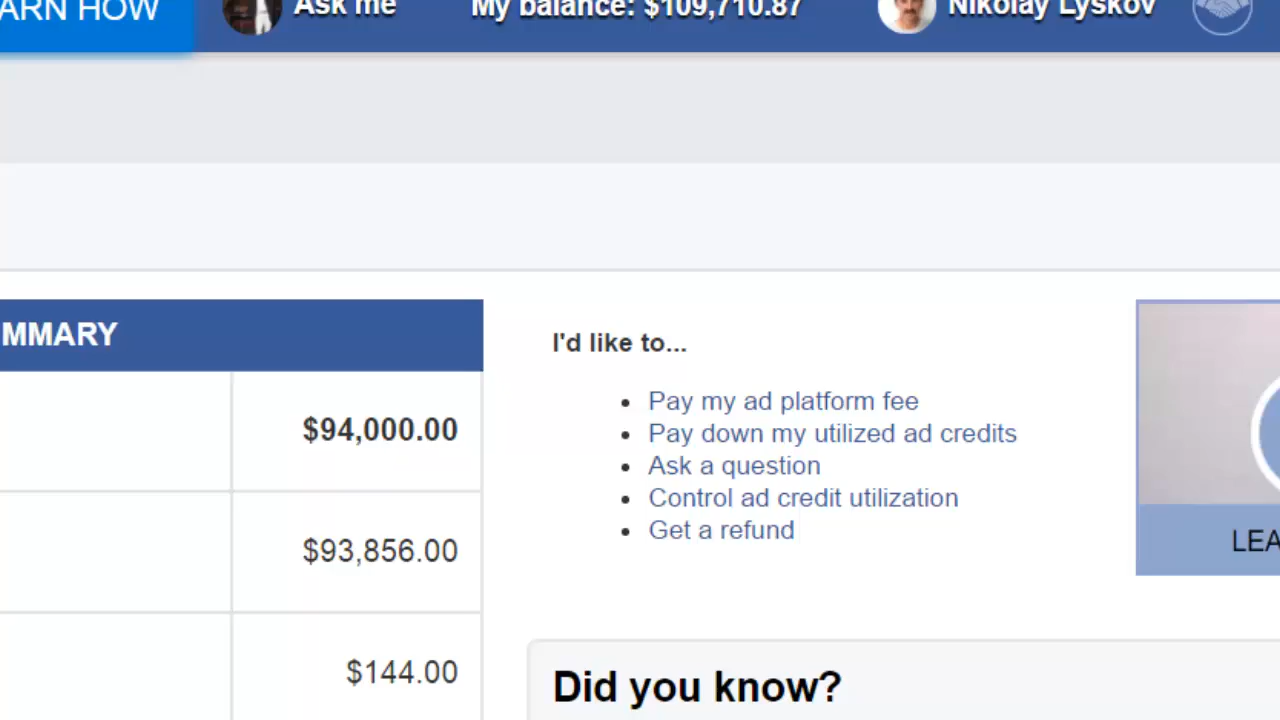 ARN HOW Ask me My balance: $109,710.87 Nikolay Lyskov
MMARY
I'd like to...
$94,000.00
Pay my ad platform fee
Pay down my utilized ad credits
Ask a question
Control ad credit utilization
Get a refund
$93,856.00
LEA
$144.00
Did you know?